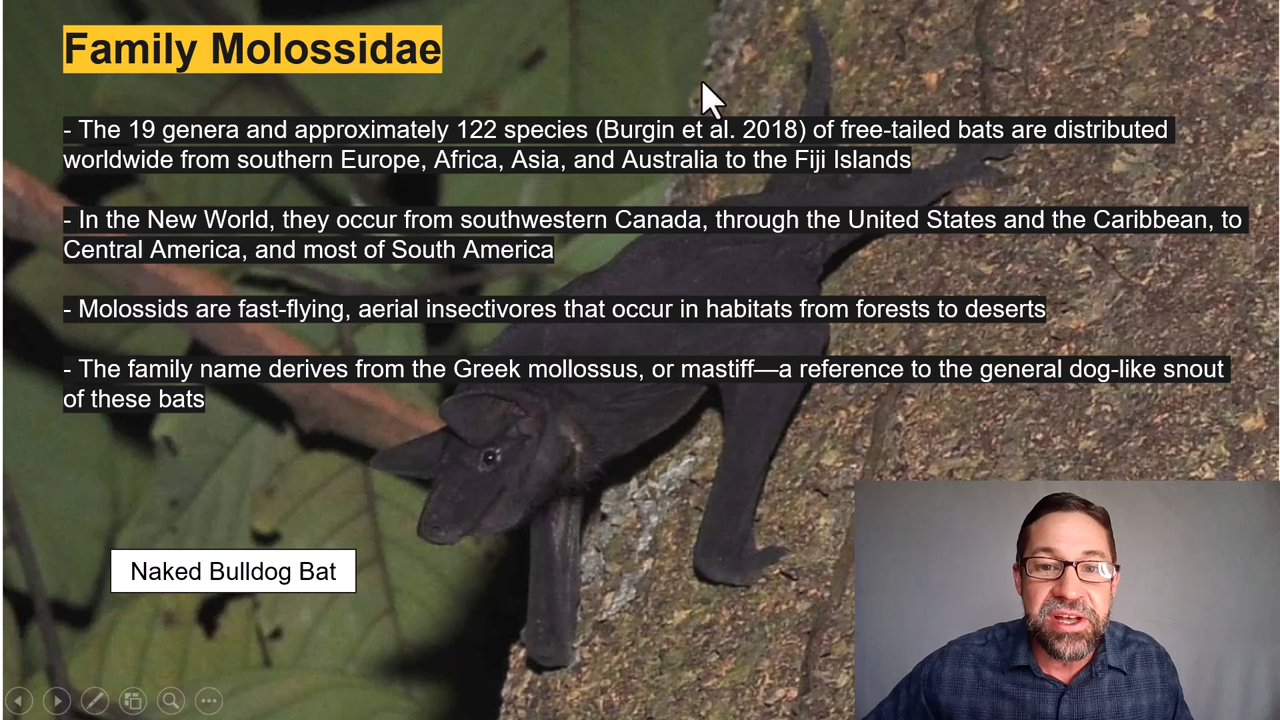 Family Molossidae
- The 19 genera and approximately 122 species (Burgin et al. 2018) of free-tailed bats are distributed
worldwide from southern Europe, Africa, Asia, and Australia to the Fiji Islands
- In the New World, they occur from southwestern Canada, through the United States and the Caribbean, to
Central America, and most of South America
- Molossids are fast-flying, aerial insectivores that occur in habitats from forests to deserts
- The family name derives from the Greek mollossus, or mastiff—a reference to the general dog-like snout
of these bats
Naked Bulldog Bat